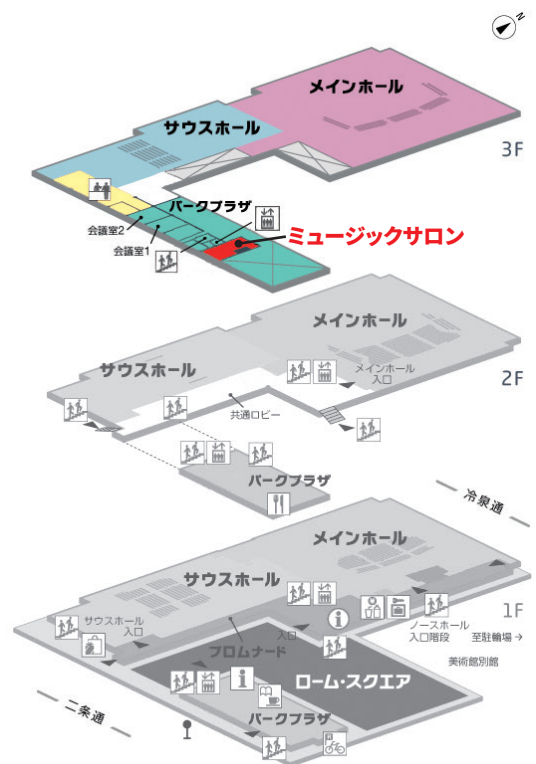 N
メインホール
サウスホール
3F
パークプラザ
会議室2
会議室1
ミュージックサロン
メインホール
サウスホール
メインホール
入口
2F
共通ロビー
パークプラザ
冷泉通
メインホール
サウスホール
1F
サウスホール
入口
入口
ノースホール
入口階段
至駐輪場→
プロムナード
美術館別館
ローム・スクエア
パークプラザ
二条通
P